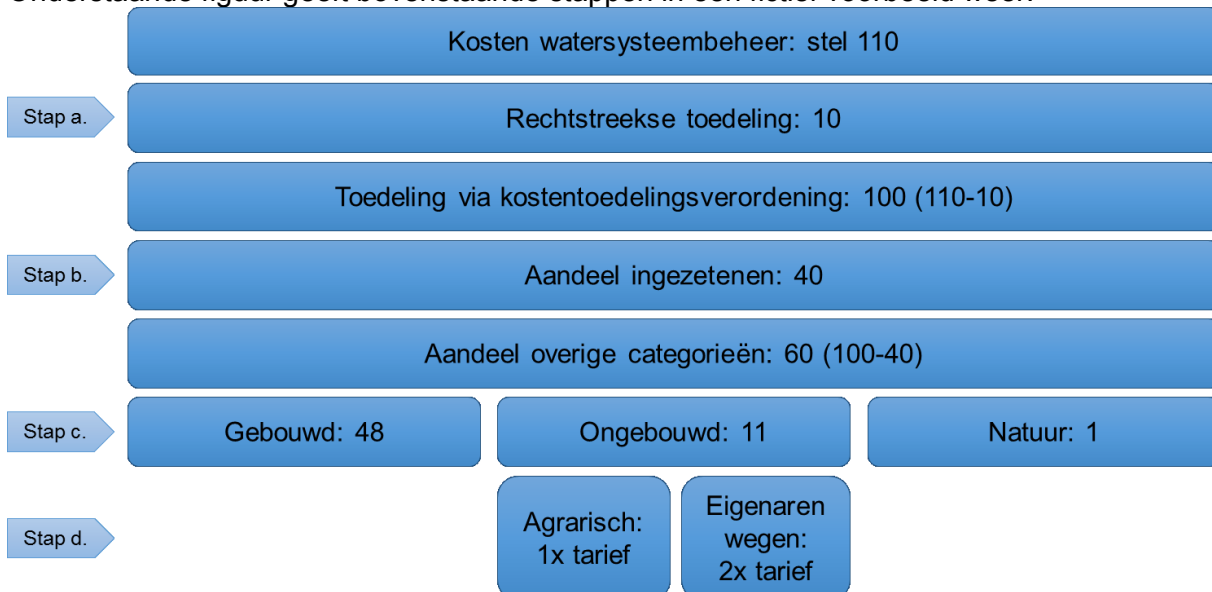 Kosten watersysteembeheer: stel 110
Stap a.
Rechtstreekse toedeling: 10
Toedeling via kostentoedelingsverordening: 100 (110-10)
Stap b.
Aandeel ingezetenen: 40
Aandeel overige categorieën: 60 (100-40)
Stap c.
Gebouwd: 48
Ongebouwd: 11
Natuur: 1
Stap d.
Agrarisch:
1x tarief
Eigenaren
wegen:
2x tarief